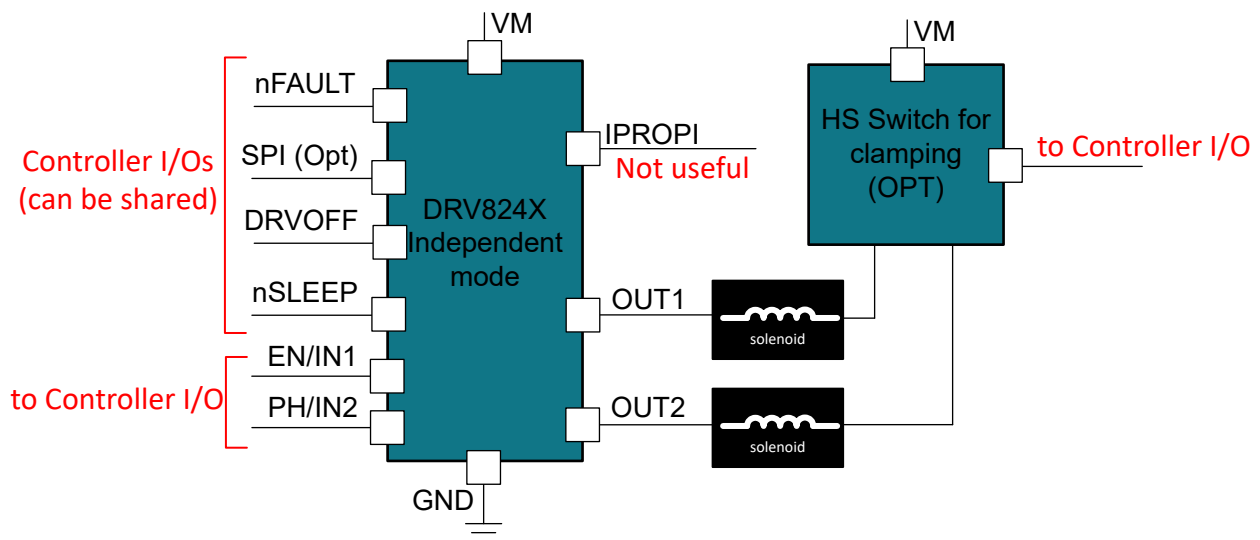 VM
nFAULT
SPI (Opt)
DRVOFF
nSLEEP
EN/IN1
PH/IN2
Controller I/Os
(can be shared)
to Controller I/O
DRV824X
Independent
mode
GND
IPROPI
Not useful
OUT1
OUT2
solenoid
solenoid
VM
HS Switch for
clamping
(OPT)
to Controller I/O